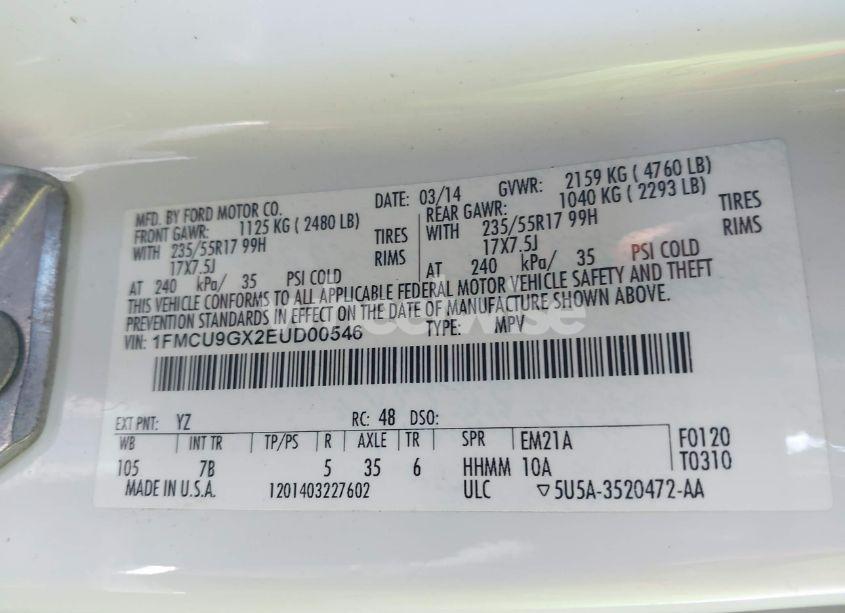 MFD. BY FORD MOTOR CO. DATE: 03/14 GVWR: 2159 KG ( 4760 LB)
FRONT GAWR: 1125 KG ( 2480 LB) REAR GAWR: 1040 KG ( 2293 LB)
WITH 235/55R17 99H TIRES WITH 235/55R17 99H TIRES
17X7.5J RIMS 17X7.5J RIMS
AT 240 kPa/ 35 PSI COLD AT 240 kPa/ 35 PSI COLD
THIS VEHICLE CONFORMS TO ALL APPLICABLE FEDERAL MOTOR VEHICLE SAFETY AND THEFT
PREVENTION STANDARDS IN EFFECT ON THE DATE OF MANUFACTURE SHOWN ABOVE.
VIN: 1FMCU9GX2EUD00546 TYPE: MPV
EXT PNT: YZ RC: 48 DSO:
WB INT TR TP/PS R AXLE TR SPR EM21A F0120
105 7B 5 35 6 HHMM 10A T0310
MADE IN U.S.A. 1201403227602 ULC ▽5U5A-3520472-AA